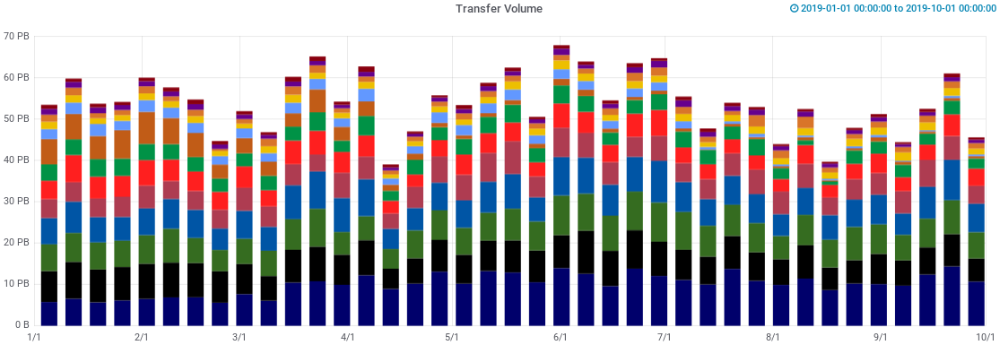 Transfer Volume
2019-01-01 00:00:00 to 2019-10-01 00:00:00
70 PB
60 PB
50 PB
40 PB
30 PB
20 PB
10 PB
0 B
1/1 2/1 3/1 4/1 5/1 6/1 7/1 8/1 9/1 10/1